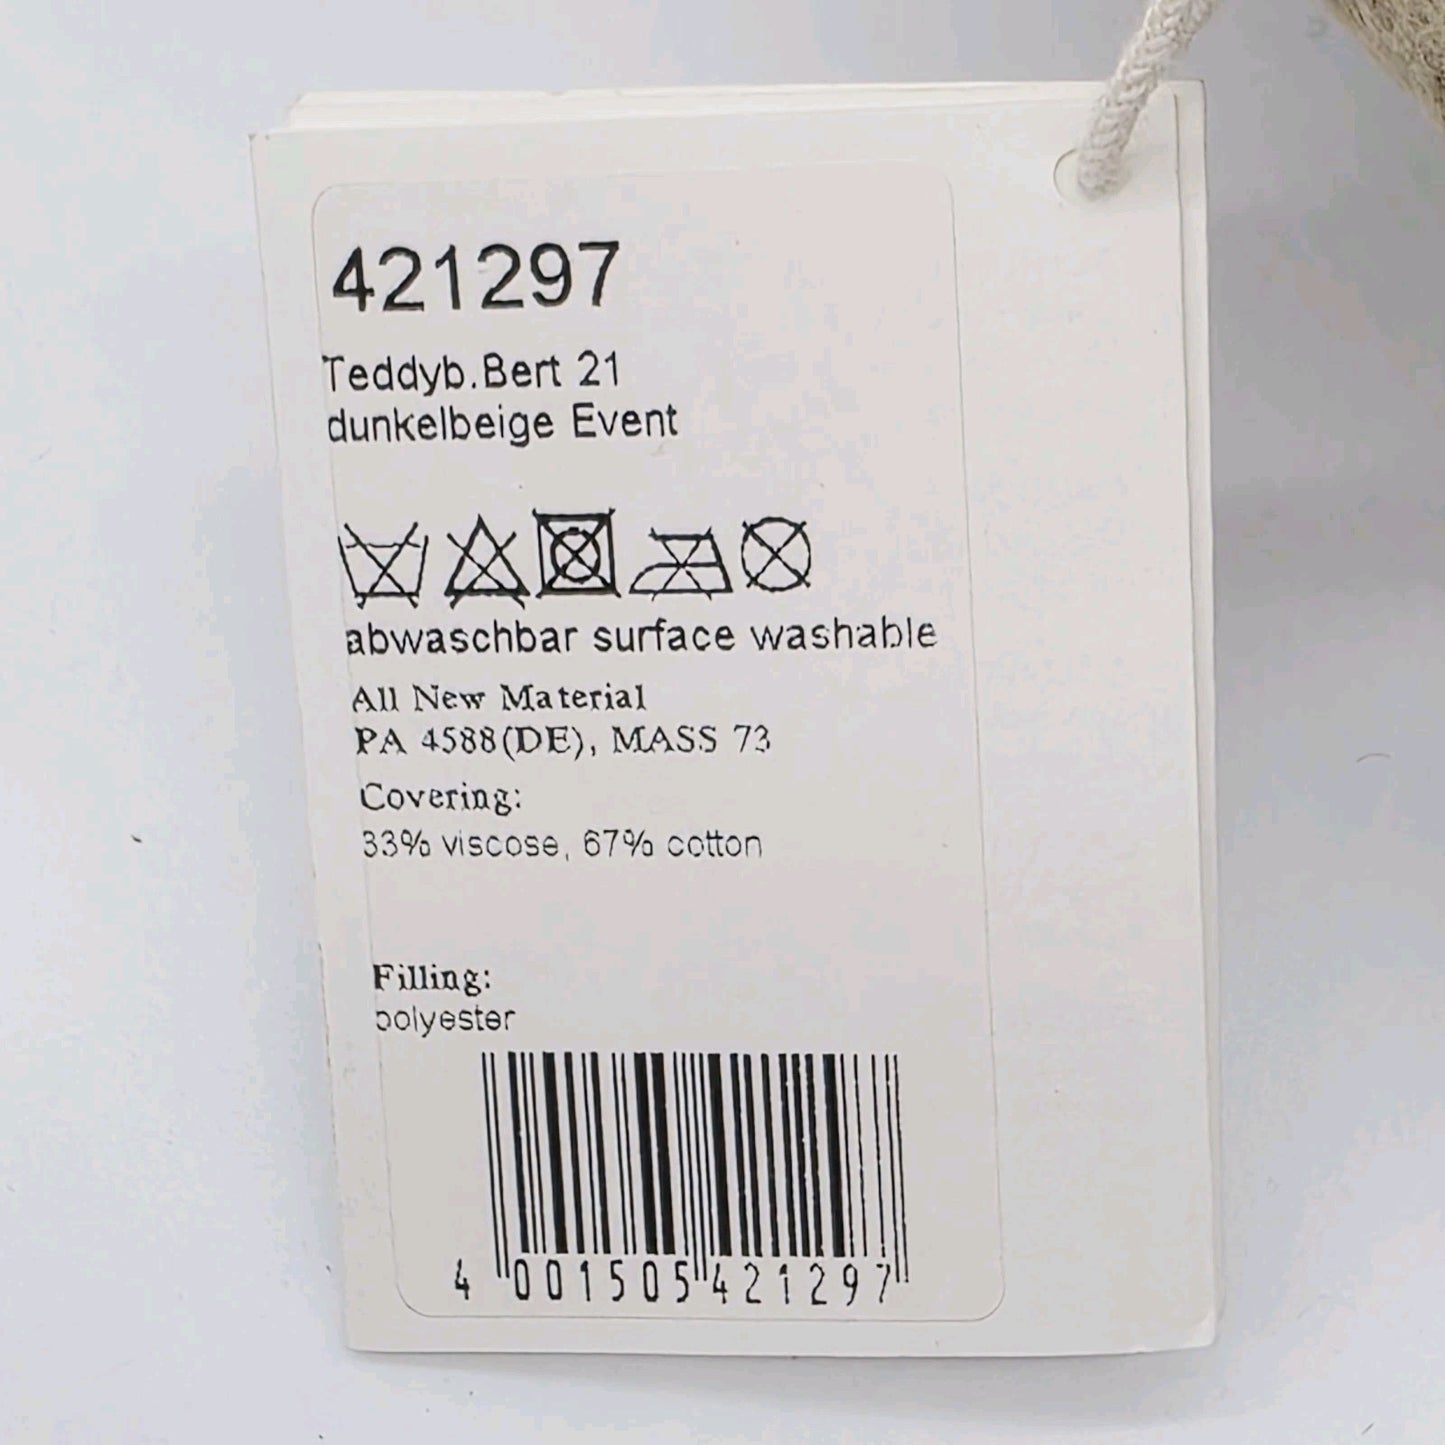 421297
Teddyb.Bert 21
dunkelbeige Event
abwaschbar surface washable
All New Material
PA 4588(DE), MASS 73
Covering:
33% viscose, 67% cotton
Filling:
polyester
4 001505 421297